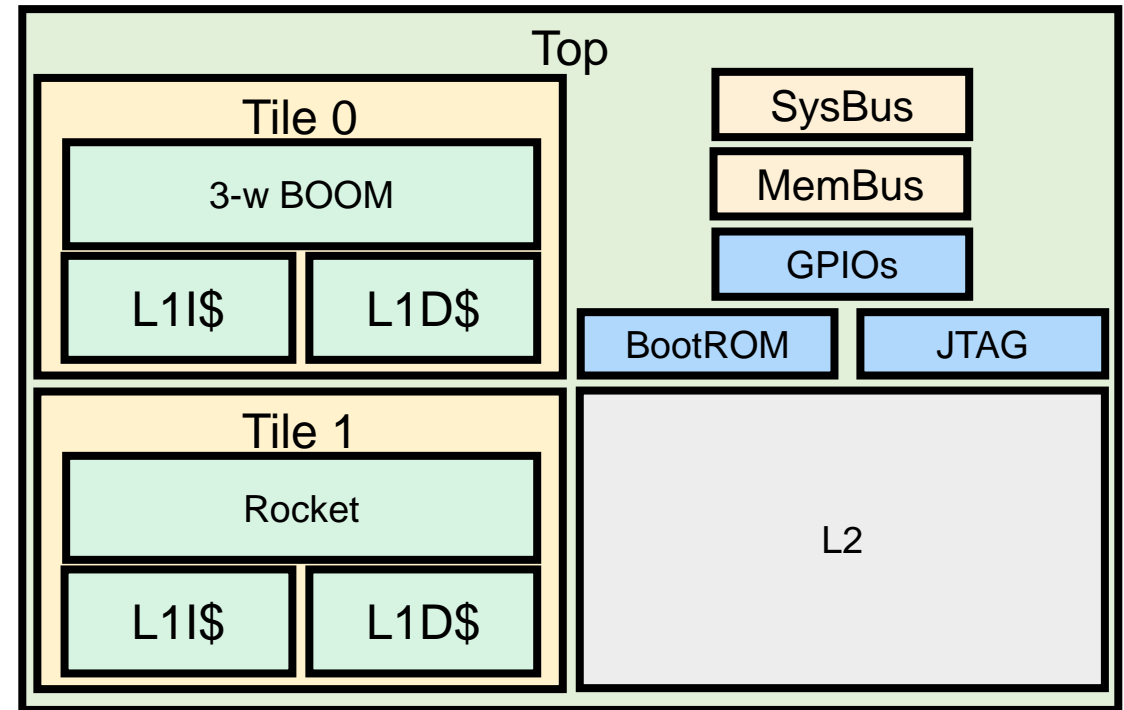 Top
Tile 0
3-w BOOM
L1I$
L1D$
SysBus
MemBus
GPIOs
BootROM
JTAG
Tile 1
Rocket
L1I$
L1D$
L2